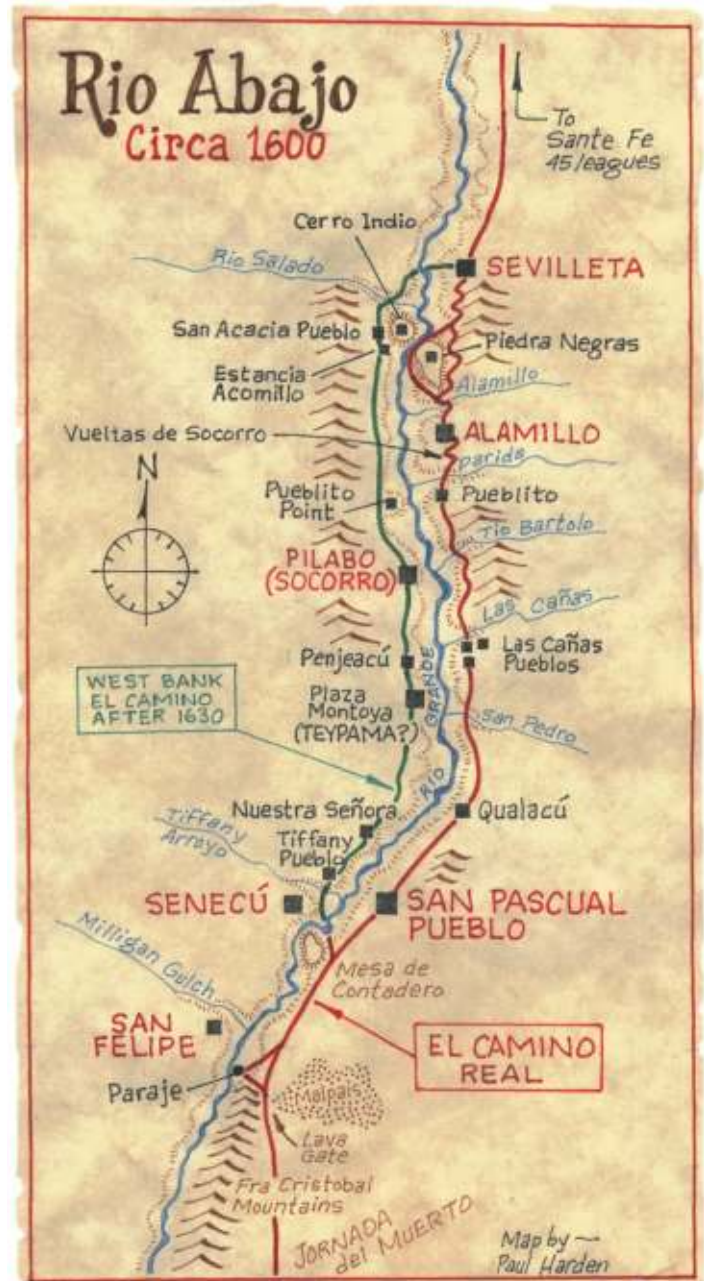 Rio Abajo
Circa 1600
To
Sante Fe
45 leagues
Cerro Indio
Rio Salado
SEVILLETA
San Acacia Pueblo
Piedra Negras
Estancia
Acomillo
Alamillo
Vueltas de Socorro
ALAMILLO
Parida
N
Pueblito
Point
Pueblito
Tio Bartolo
PILABO
(SOCORRO)
Las Cañas
Penjeacú
Las Cañas
Pueblos
WEST BANK
EL CAMINO
AFTER 1630
Plaza
Montoya
(TEYPAMA?)
RÍO GRANDE
San Pedro
Nuestra Señora
Qualacú
Tiffany
Arroyo
Tiffany
Pueblo
SENECÚ
SAN PASCUAL
PUEBLO
Milligan Gulch
Mesa de
Contadero
SAN
FELIPE
EL CAMINO
REAL
Paraje
Malpais
Lava
Gate
Fra Cristobal
Mountains
JORNADA
del MUERTO
Map by ~
Paul Harden